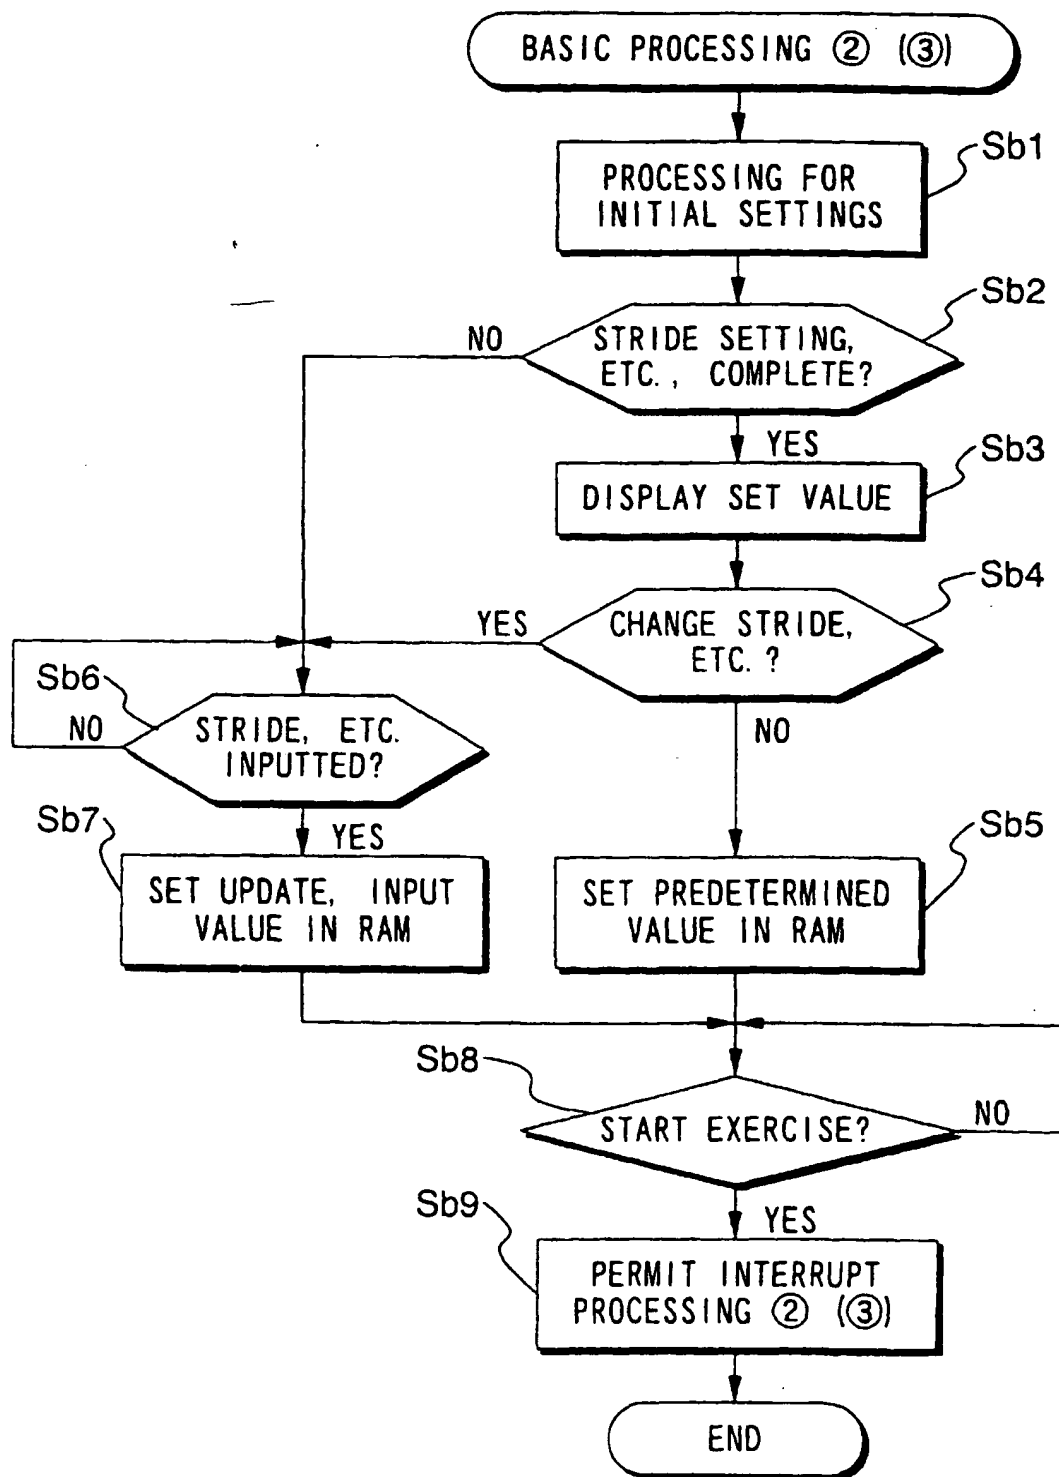 BASIC PROCESSING ② (③)
Sb1
PROCESSING FOR
INITIAL SETTINGS
Sb2
NO
STRIDE SETTING,
ETC., COMPLETE?
YES
Sb3
DISPLAY SET VALUE
Sb4
YES
CHANGE STRIDE,
ETC.?
NO
Sb6
NO
STRIDE, ETC.
INPUTTED?
YES
Sb7
SET UPDATE, INPUT
VALUE IN RAM
Sb5
SET PREDETERMINED
VALUE IN RAM
Sb8
START EXERCISE?
NO
YES
Sb9
PERMIT INTERRUPT
PROCESSING ② (③)
END